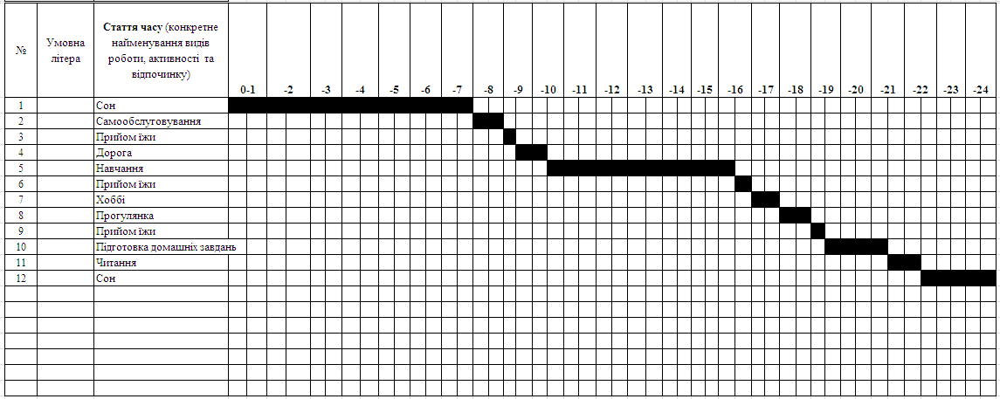 №
Умовна
літера
Стаття часу (конкретне
найменування видів
роботи, активності та
відпочинку)
0-1 -2 -3 -4 -5 -6 -7 -8 -9 -10 -11 -12 -13 -14 -15 -16 -17 -18 -19 -20 -21 -22 -23 -24
1 Сон
2 Самообслуговування
3 Прийом їжи
4 Дорога
5 Навчання
6 Прийом їжи
7 Хоббі
8 Прогулянка
9 Прийом їжи
10 Підготовка домашніх завдань
11 Читання
12 Сон